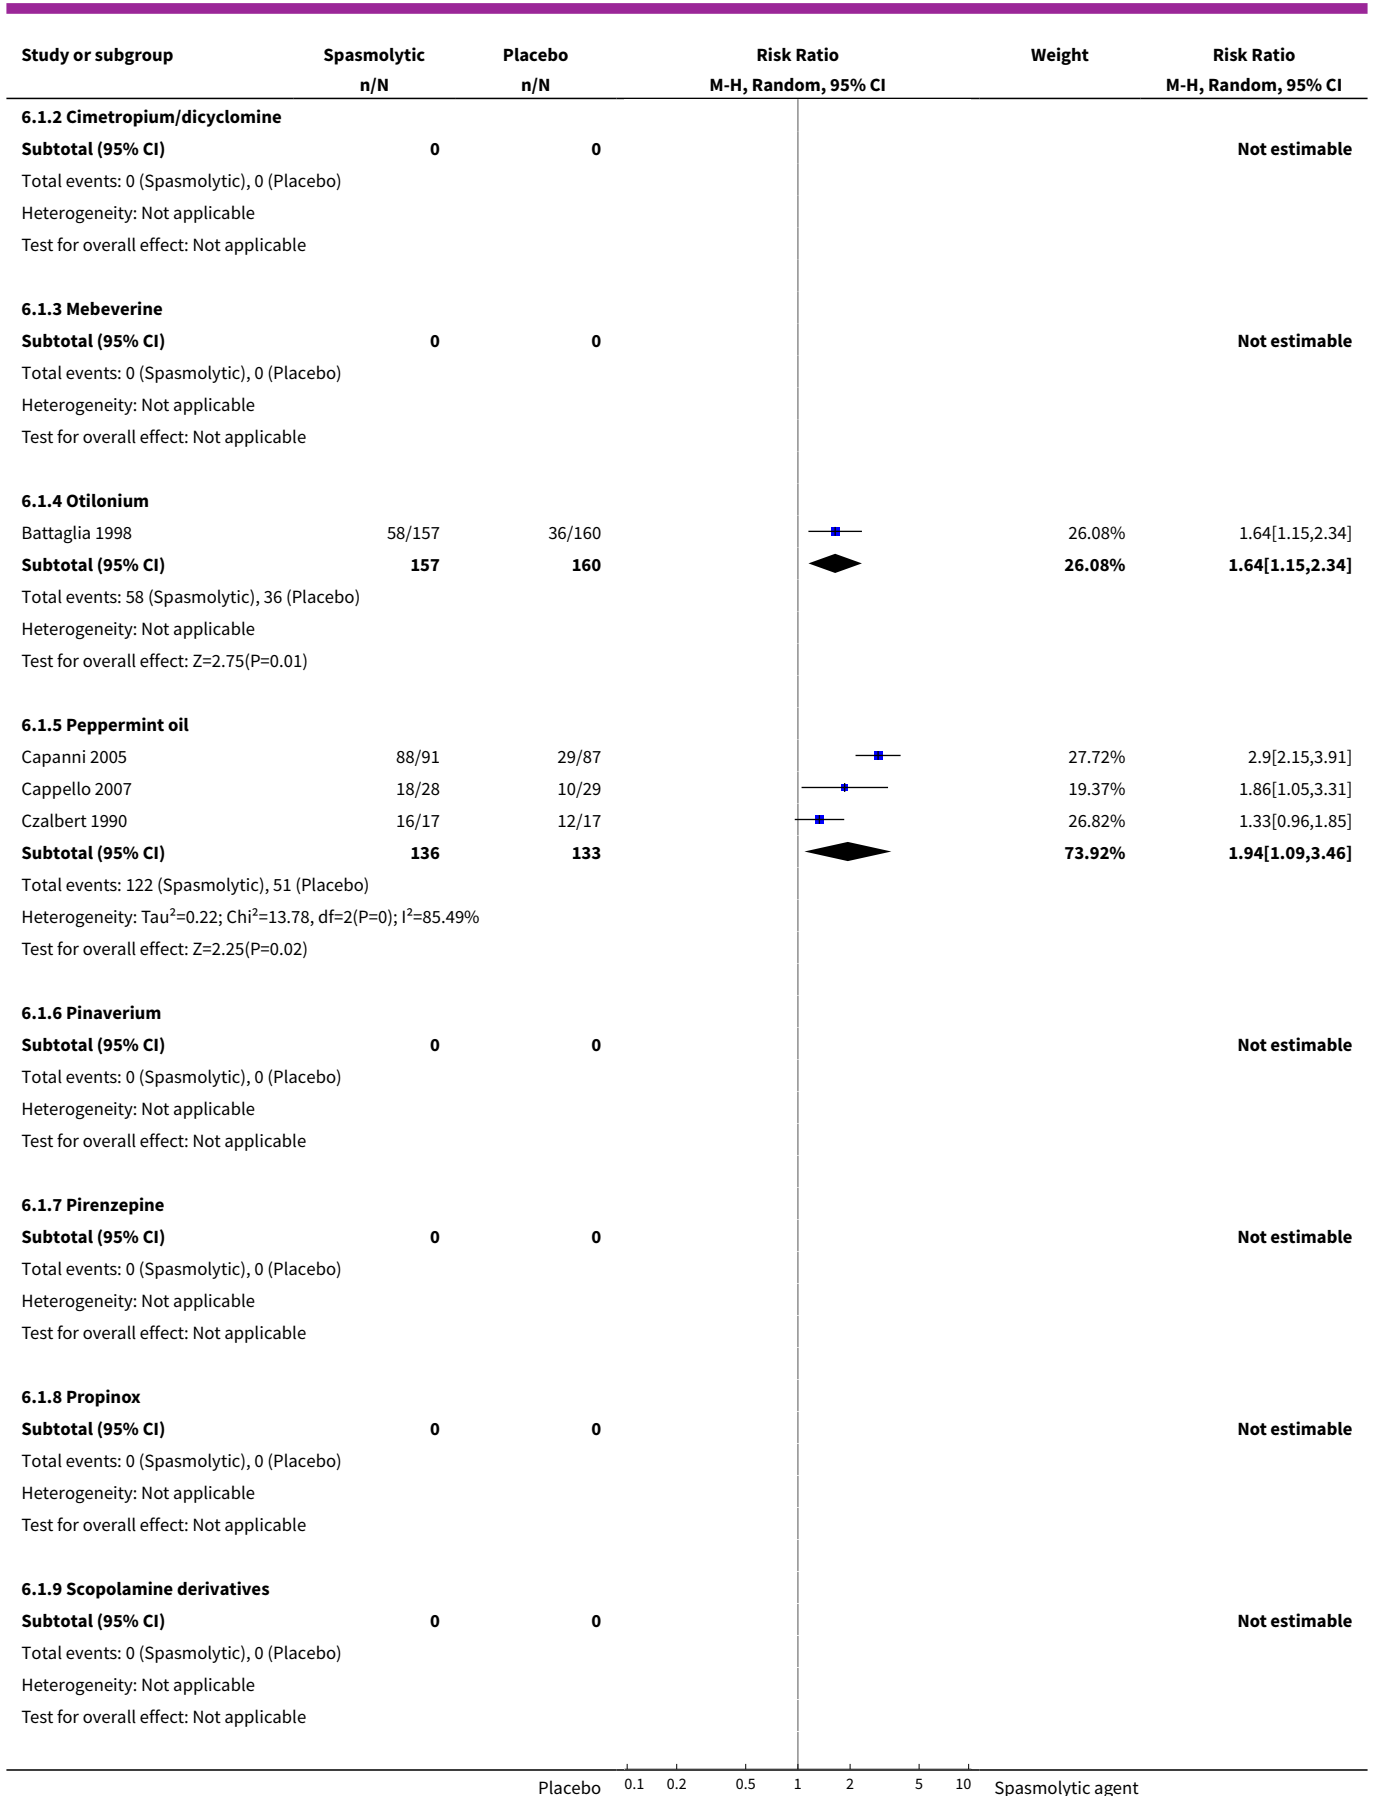 Study or subgroup Spasmolytic Placebo Risk Ratio Weight Risk Ratio
n/N n/N M-H, Random, 95% CI M-H, Random, 95% CI
6.1.2 Cimetropium/dicyclomine
Subtotal (95% CI) 0 0 Not estimable
Total events: 0 (Spasmolytic), 0 (Placebo)
Heterogeneity: Not applicable
Test for overall effect: Not applicable
6.1.3 Mebeverine
Subtotal (95% CI) 0 0 Not estimable
Total events: 0 (Spasmolytic), 0 (Placebo)
Heterogeneity: Not applicable
Test for overall effect: Not applicable
6.1.4 Otilonium
Battaglia 1998 58/157 36/160 26.08% 1.64[1.15,2.34]
Subtotal (95% CI) 157 160 26.08% 1.64[1.15,2.34]
Total events: 58 (Spasmolytic), 36 (Placebo)
Heterogeneity: Not applicable
Test for overall effect: Z=2.75(P=0.01)
6.1.5 Peppermint oil
Capanni 2005 88/91 29/87 27.72% 2.9[2.15,3.91]
Cappello 2007 18/28 10/29 19.37% 1.86[1.05,3.31]
Czalbert 1990 16/17 12/17 26.82% 1.33[0.96,1.85]
Subtotal (95% CI) 136 133 73.92% 1.94[1.09,3.46]
Total events: 122 (Spasmolytic), 51 (Placebo)
Heterogeneity: Tau²=0.22; Chi²=13.78, df=2(P=0); I²=85.49%
Test for overall effect: Z=2.25(P=0.02)
6.1.6 Pinaverium
Subtotal (95% CI) 0 0 Not estimable
Total events: 0 (Spasmolytic), 0 (Placebo)
Heterogeneity: Not applicable
Test for overall effect: Not applicable
6.1.7 Pirenzepine
Subtotal (95% CI) 0 0 Not estimable
Total events: 0 (Spasmolytic), 0 (Placebo)
Heterogeneity: Not applicable
Test for overall effect: Not applicable
6.1.8 Propinox
Subtotal (95% CI) 0 0 Not estimable
Total events: 0 (Spasmolytic), 0 (Placebo)
Heterogeneity: Not applicable
Test for overall effect: Not applicable
6.1.9 Scopolamine derivatives
Subtotal (95% CI) 0 0 Not estimable
Total events: 0 (Spasmolytic), 0 (Placebo)
Heterogeneity: Not applicable
Test for overall effect: Not applicable
Placebo 0.1 0.2 0.5 1 2 5 10 Spasmolytic agent